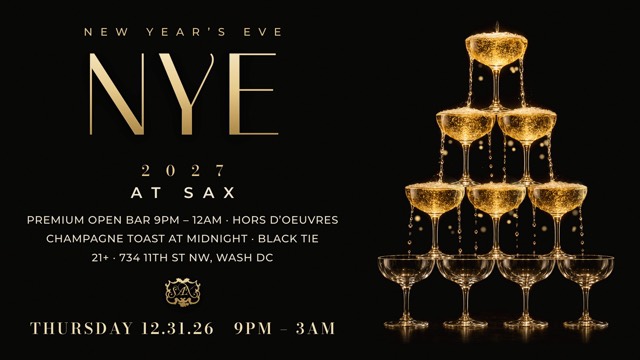 NEW YEAR'S EVE
NYE
2027
AT SAX
PREMIUM OPEN BAR 9PM – 12AM · HORS D'OEUVRES
CHAMPAGNE TOAST AT MIDNIGHT · BLACK TIE
21+ · 734 11TH ST NW, WASH DC
SAX
THURSDAY 12.31.26 9PM – 3AM